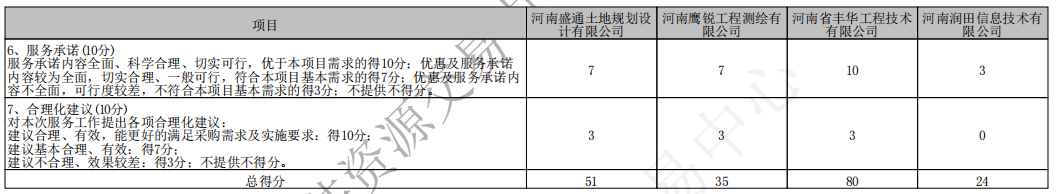 项目 河南盛通土地规划设计有限公司 河南鹰锐工程测绘有限公司 河南省丰华工程技术有限公司 河南润田信息技术有限公司
6、服务承诺(10分)
服务承诺内容全面、科学合理、切实可行，优于本项目需求的得10分；优惠及服务承诺
内容较为全面，切实合理、一般可行，符合本项目基本需求的得7分；优惠及服务承诺内
容不全面，可行度较差，不符合本项目基本需求的得3分；不提供不得分。
7 7 10 3
7、合理化建议(10分)
对本次服务工作提出各项合理化建议：
建议合理、有效，能更好的满足采购需求及实施要求：得10分；
建议基本合理、有效：得7分；
建议不合理、效果较差：得3分；不提供不得分。
3 3 3 0
总得分 51 35 80 24
资源交易中
易中心